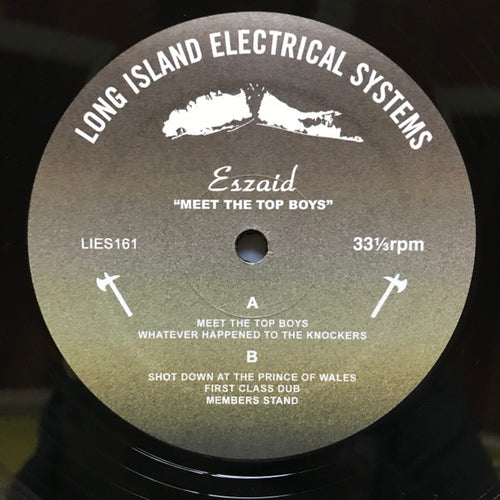 LONG ISLAND ELECTRICAL SYSTEMS
Eszaid
"MEET THE TOP BOYS"
LIES161
33⅓rpm
A
MEET THE TOP BOYS
WHATEVER HAPPENED TO THE KNOCKERS
B
SHOT DOWN AT THE PRINCE OF WALES
FIRST CLASS DUB
MEMBERS STAND